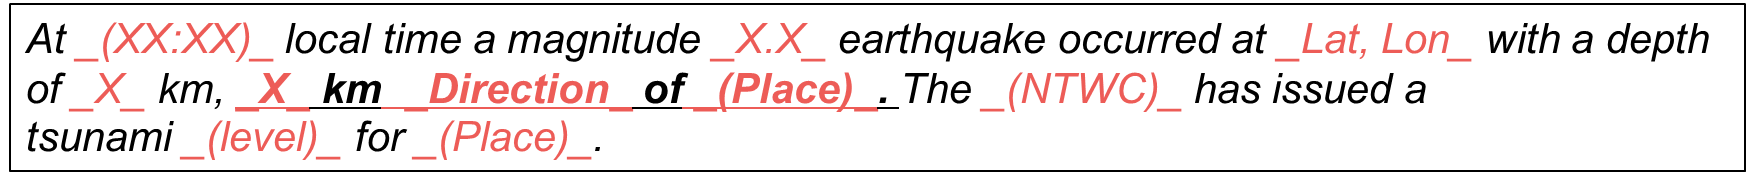 At _(XX:XX)_ local time a magnitude _X.X_ earthquake occurred at _Lat, Lon_ with a depth
of _X_ km, _X_ km _Direction_ of _(Place)_. The _(NTWC)_ has issued a
tsunami _(level)_ for _(Place)_.